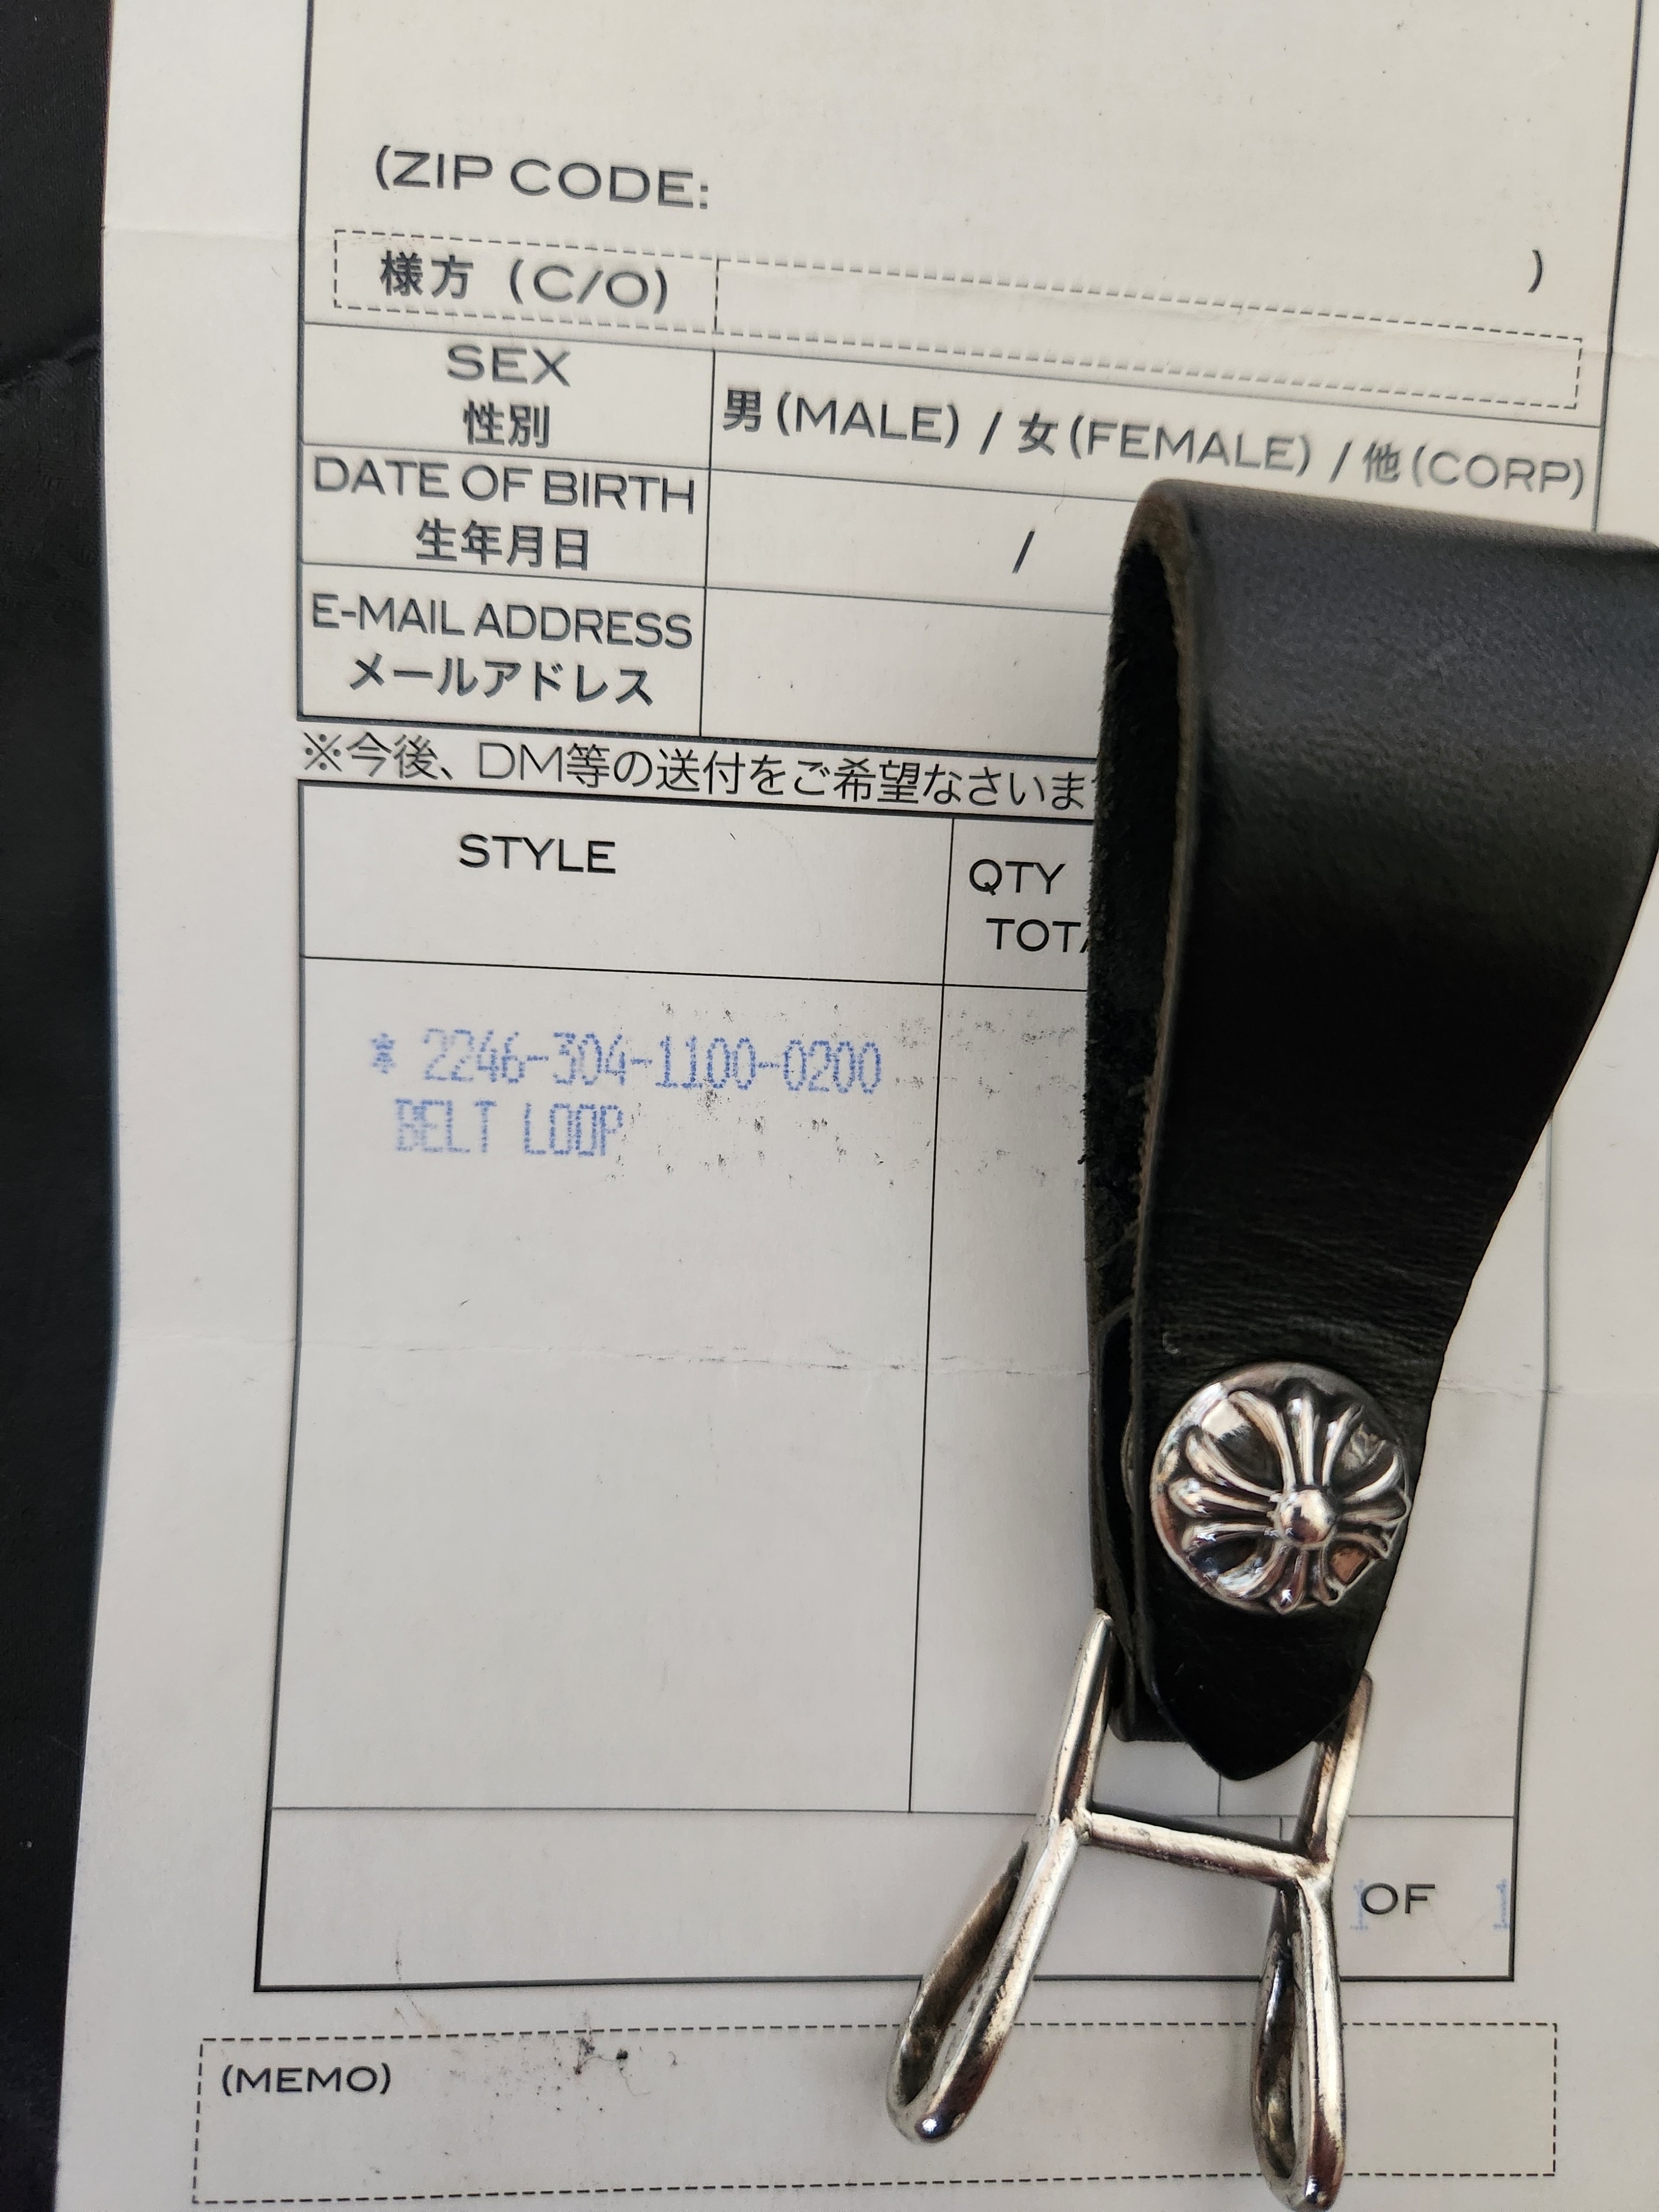 (ZIP CODE:
)
様方 (C/O)
SEX
性別
男(MALE) / 女(FEMALE) / 他(CORP)
DATE OF BIRTH
生年月日
/
E-MAIL ADDRESS
メールアドレス
※今後、DM等の送付をご希望なさいま
STYLE
QTY
TOTA
* 2246-304-1100-0200
BELT LOOP
1 OF 1
(MEMO)